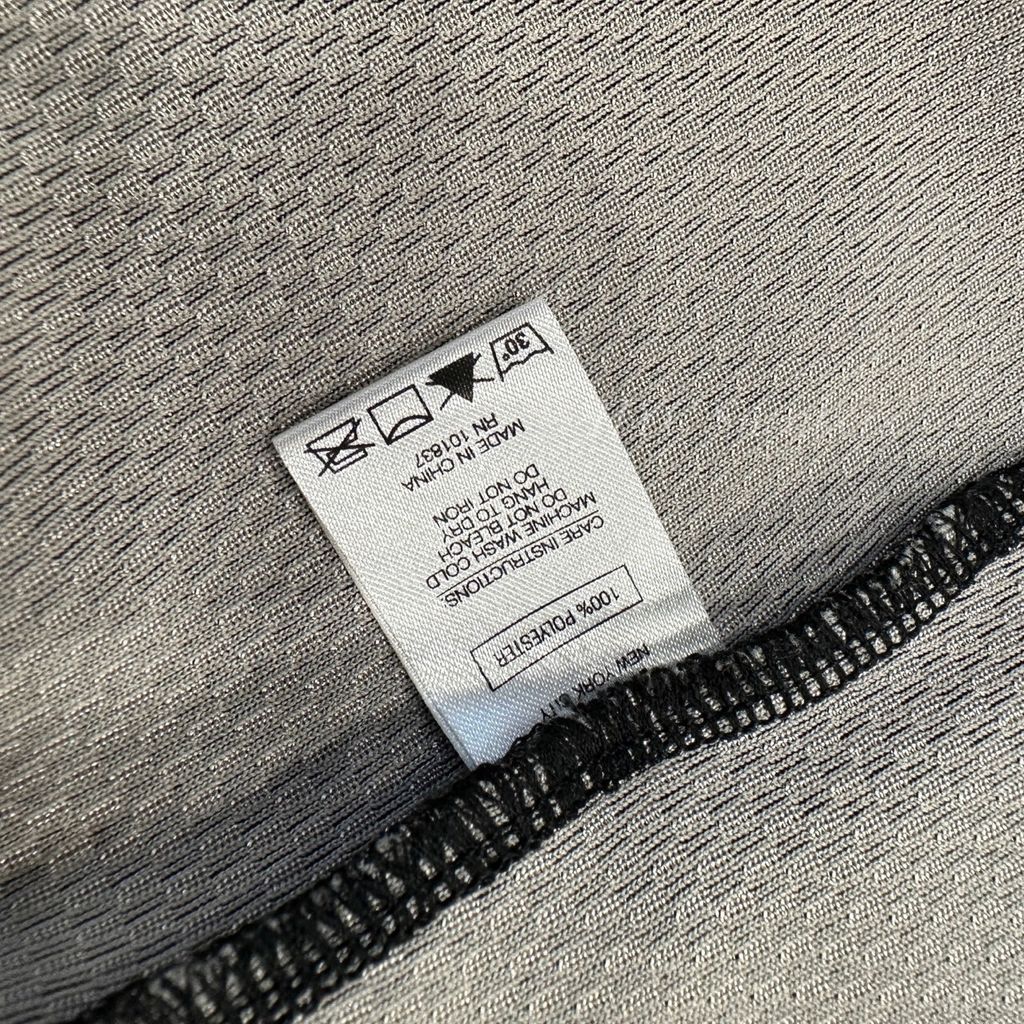 NEW YORK
100% POLYESTER
CARE INSTRUCTIONS:
MACHINE WASH COLD
DO NOT BLEACH
HANG TO DRY
DO NOT IRON
MADE IN CHINA
RN 101837
30°